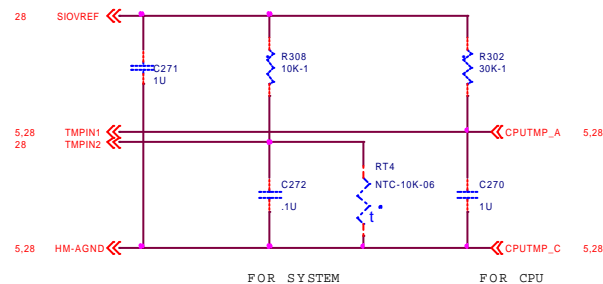 28 SIOVREF
R308
10K-1
R302
30K-1
C271
1U
5,28 TMPIN1
28 TMPIN2
CPUTMP_A 5,28
RT4
NTC-10K-06
t
C272
.1U
C270
1U
5,28 HM-AGND
CPUTMP_C 5,28
FOR SYSTEM
FOR CPU